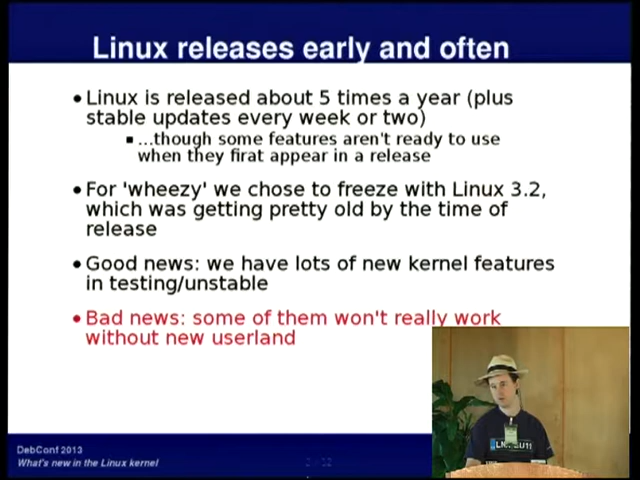 Linux releases early and often
• Linux is released about 5 times a year (plus
stable updates every week or two)
▪ ...though some features aren't ready to use
when they firat appear in a release
• For 'wheezy' we chose to freeze with Linux 3.2,
which was getting pretty old by the time of
release
• Good news: we have lots of new kernel features
in testing/unstable
• Bad news: some of them won't really work
without new userland
DebConf 2013
What's new in the Linux kernel